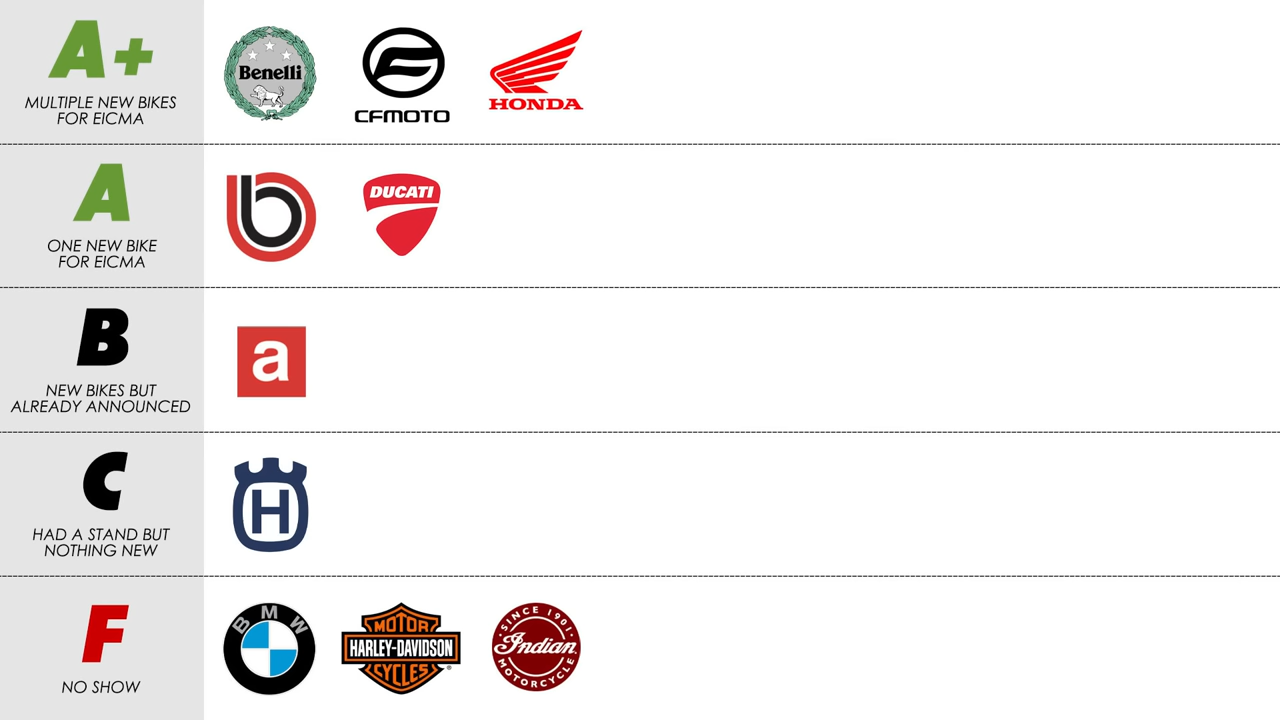 A+
MULTIPLE NEW BIKES
FOR EICMA
Benelli
CFMOTO
HONDA
A
ONE NEW BIKE
FOR EICMA
b
DUCATI
B
NEW BIKES BUT
ALREADY ANNOUNCED
a
C
HAD A STAND BUT
NOTHING NEW
H
F
NO SHOW
BMW
MOTOR
HARLEY-DAVIDSON
CYCLES
®
SINCE 1901
Indian
MOTORCYCLE